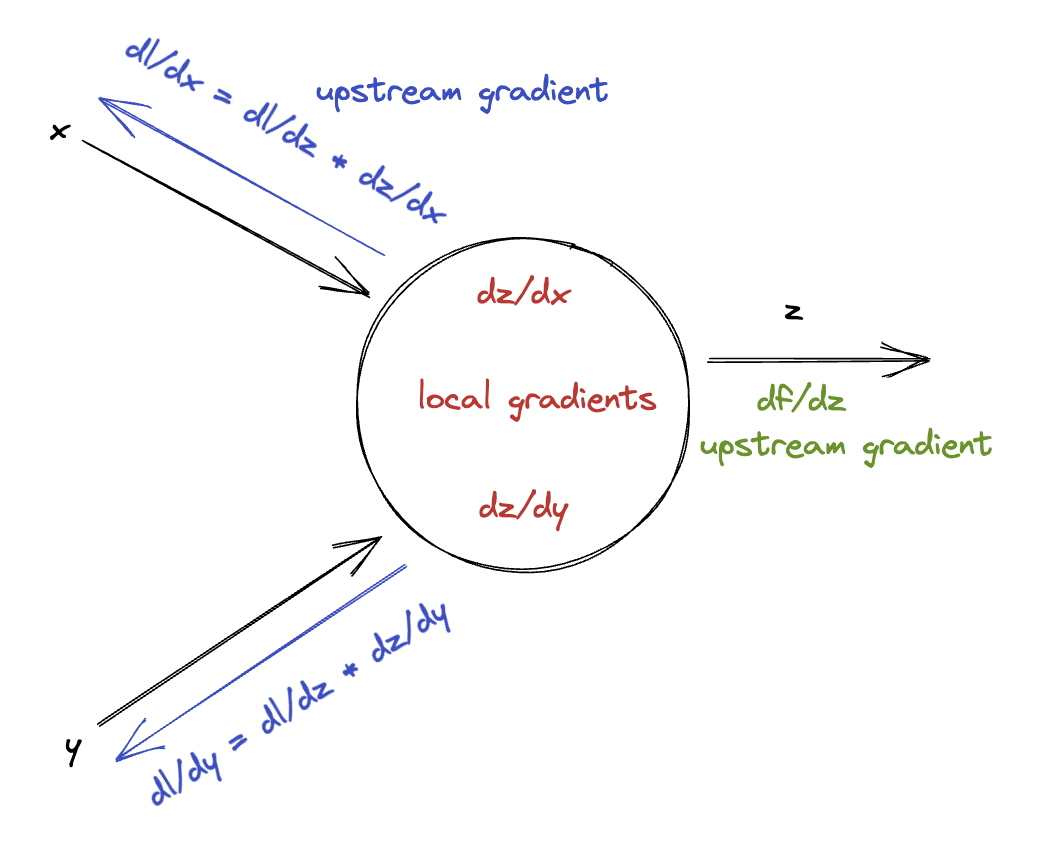 dl/dx = dl/dz * dz/dx
upstream gradient
x
dz/dx
z
local gradients
df/dz
upstream gradient
dz/dy
y
dl/dy = dl/dz * dz/dy